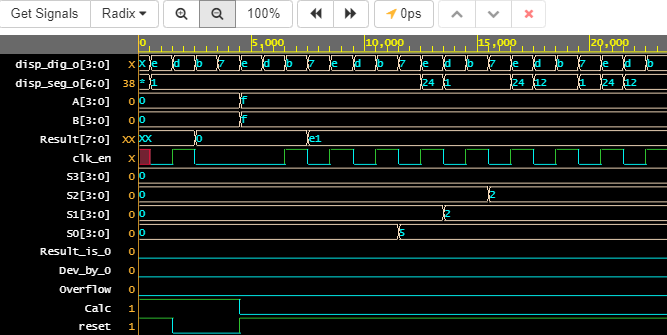 Get Signals Radix 100% 0ps
0 5,000 10,000 15,000 20,000
disp_dig_o[3:0] X X e d b 7 e d b 7 e d b 7 e d b 7 e d b 7 e d b
disp_seg_o[6:0] 38 * 1 24 1 24 12 1 24 12
A[3:0] 0 0 f
B[3:0] 0 0 f
Result[7:0] XX XX 0 e1
clk_en X
S3[3:0] 0 0
S2[3:0] 0 0 2
S1[3:0] 0 0 2
S0[3:0] 0 0 5
Result_is_0 0
Dev_by_0 0
Overflow 0
Calc 1
reset 1